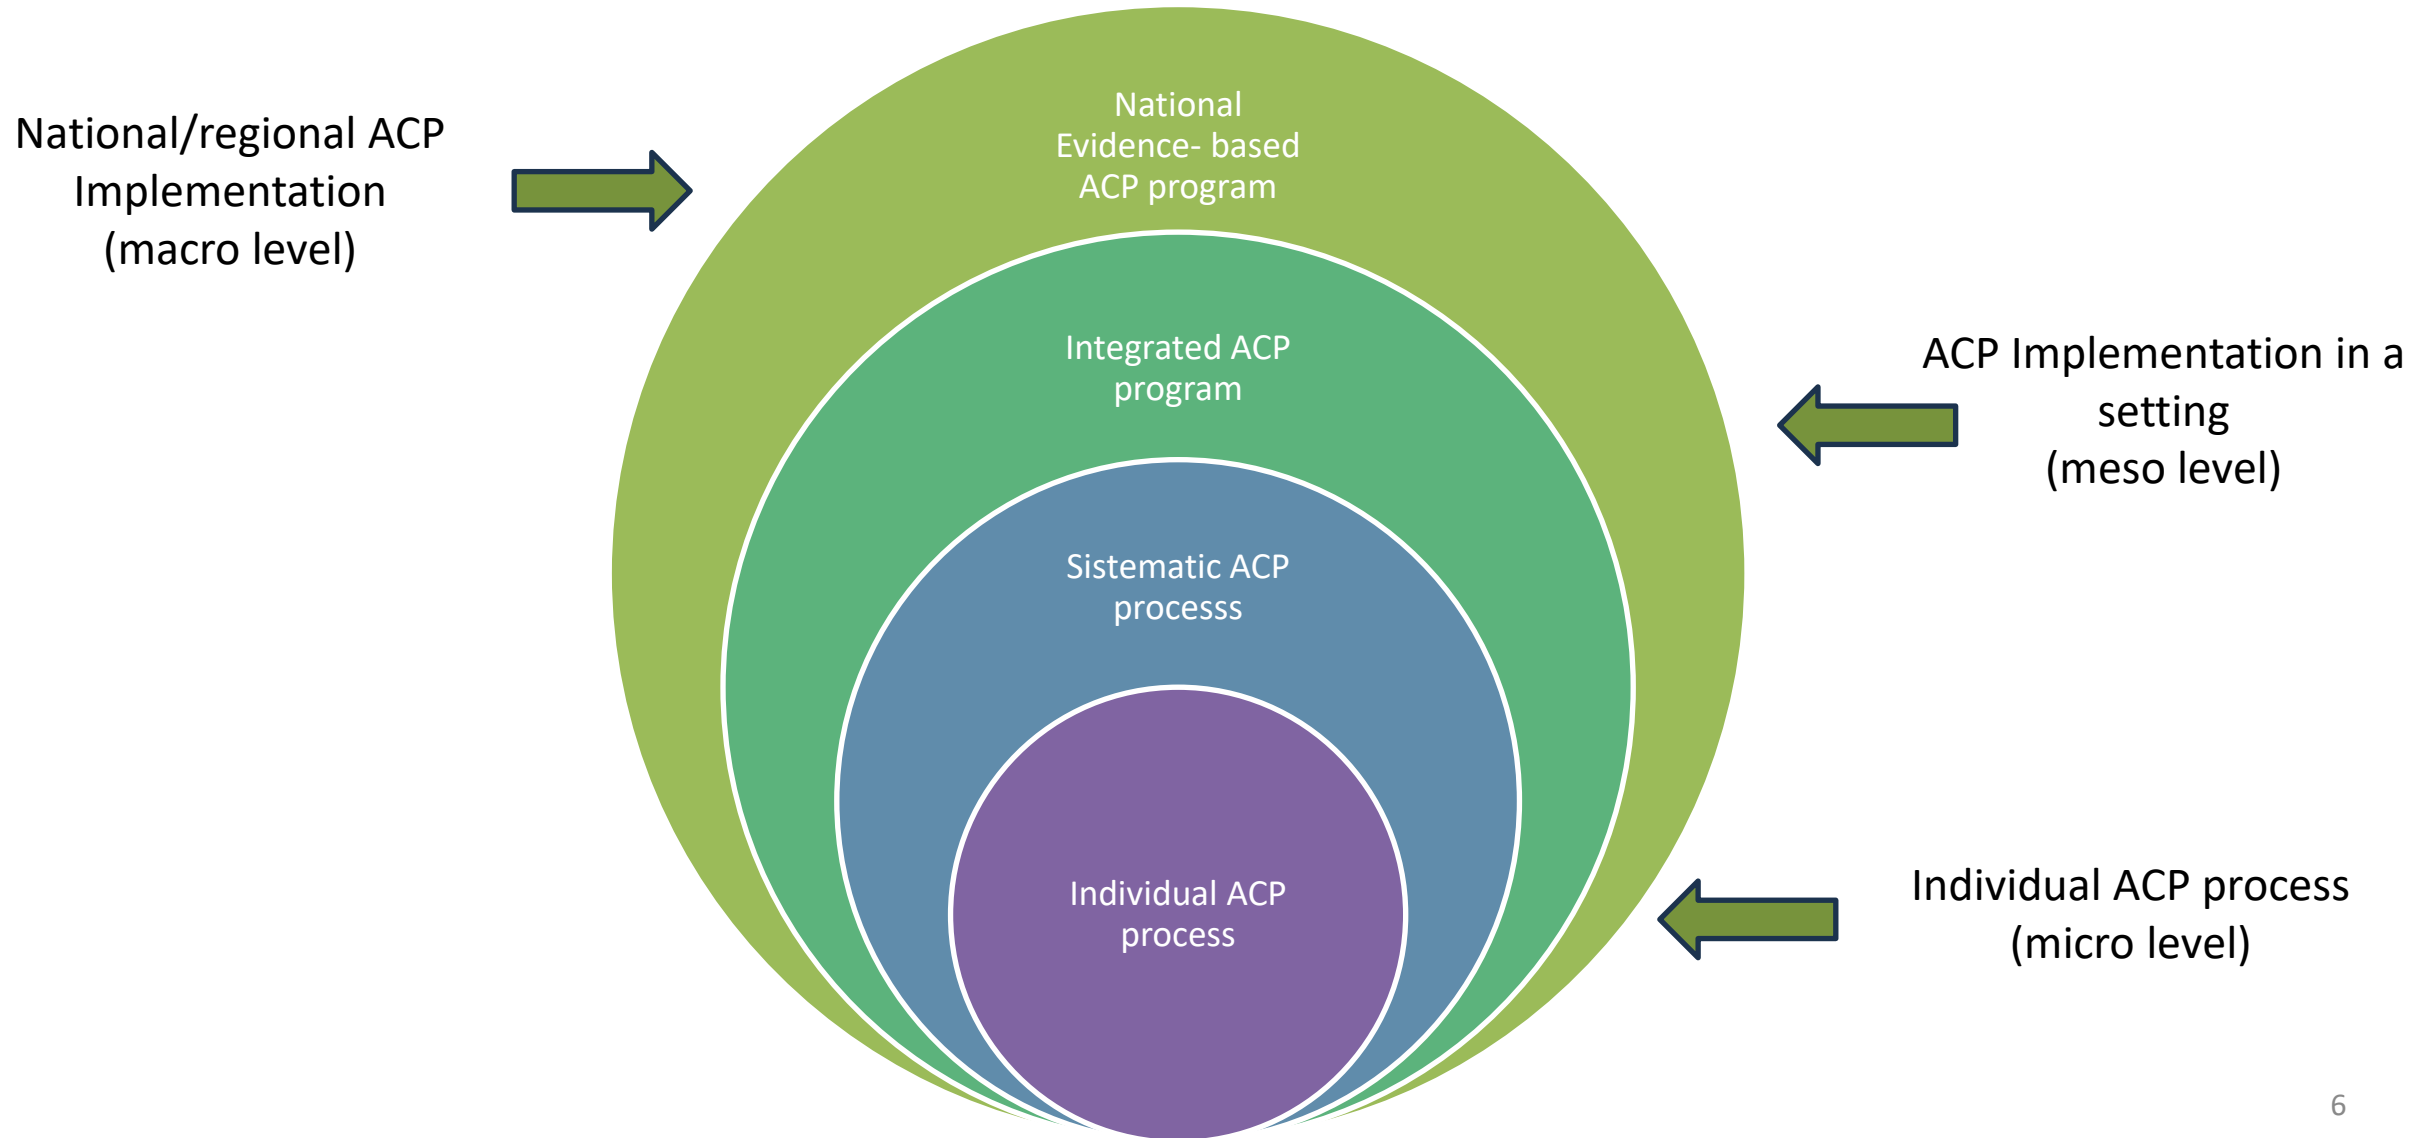 National/regional ACP
Implementation
(macro level)
National
Evidence- based
ACP program
Integrated ACP
program
Sistematic ACP
processs
Individual ACP
process
ACP Implementation in a
setting
(meso level)
Individual ACP process
(micro level)
6